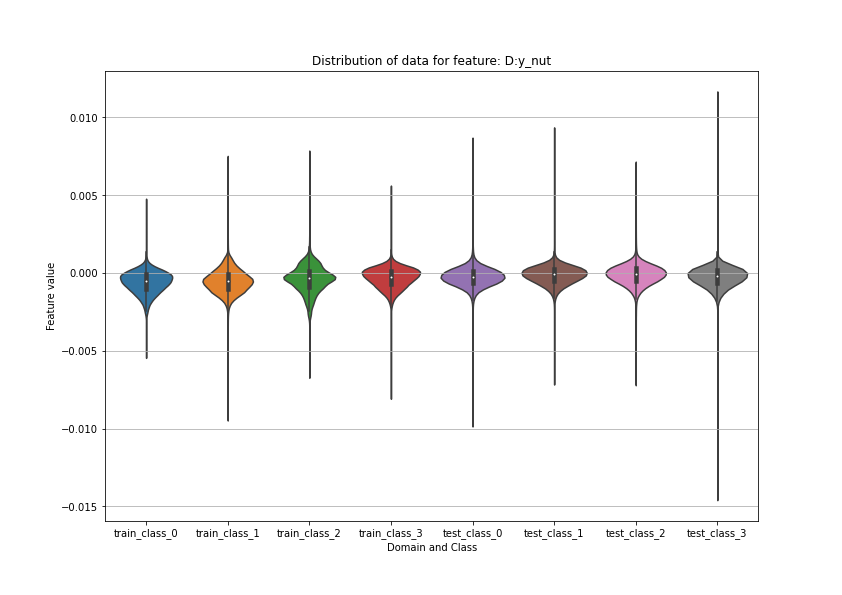 Distribution of data for feature: D:y_nut
0.010
0.005
0.000
−0.005
−0.010
−0.015
Feature value
train_class_0 train_class_1 train_class_2 train_class_3 test_class_0 test_class_1 test_class_2 test_class_3
Domain and Class